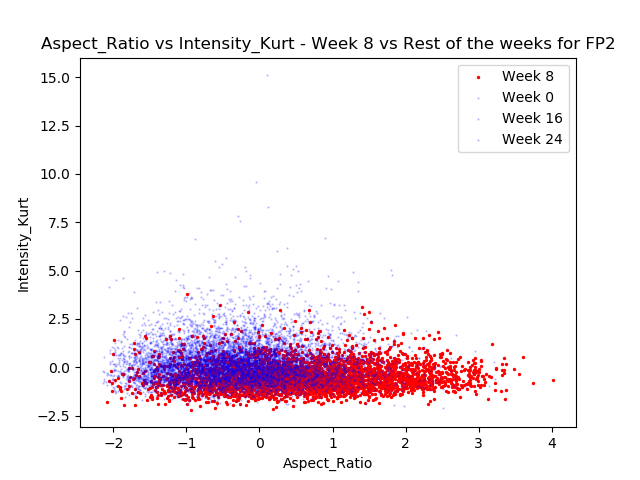 Aspect_Ratio vs Intensity_Kurt - Week 8 vs Rest of the weeks for FP2
Week 8
Week 0
Week 16
Week 24
15.0
12.5
10.0
7.5
5.0
2.5
0.0
−2.5
Intensity_Kurt
−2 −1 0 1 2 3 4
Aspect_Ratio